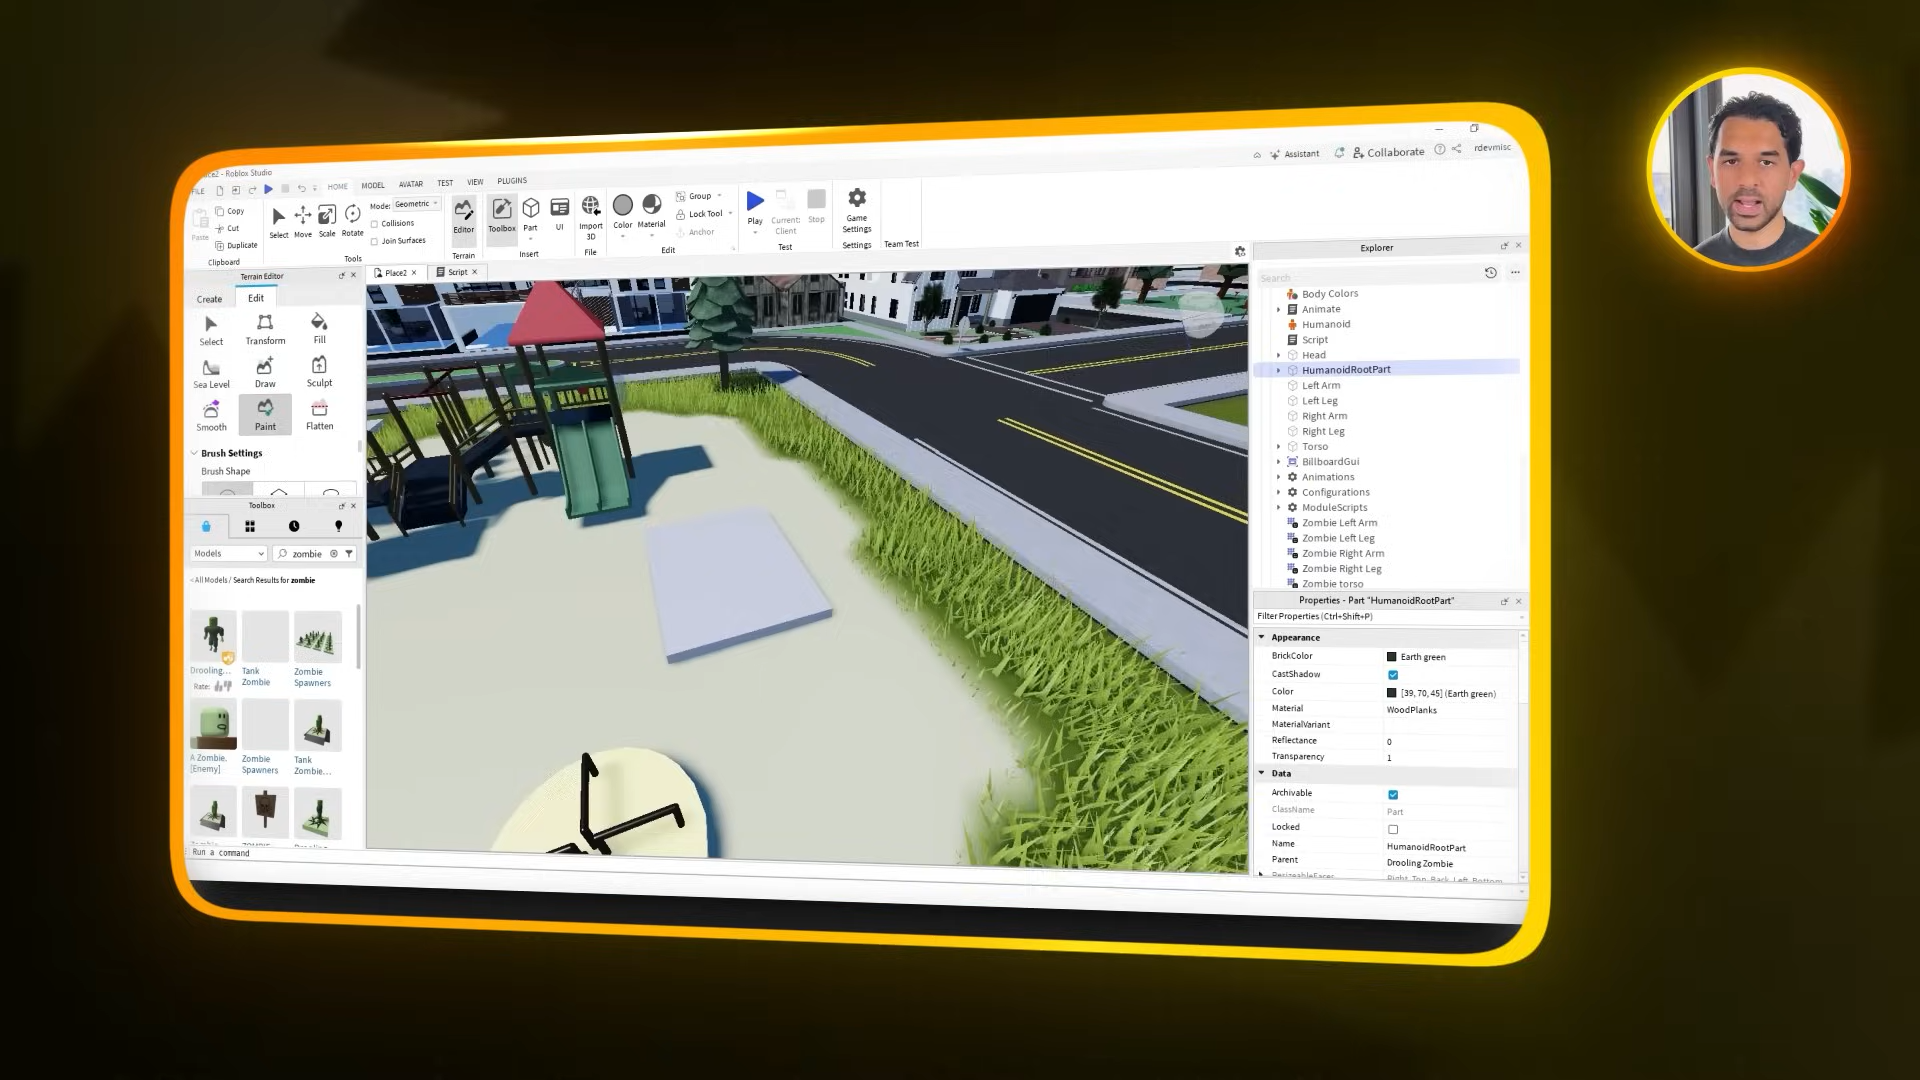 Place2 - Roblox Studio
Assistant
Collaborate
rdevmisc
FILE
HOME
MODEL
AVATAR
TEST
VIEW
PLUGINS
Paste
Copy
Cut
Duplicate
Clipboard
Select
Move
Scale
Rotate
Mode: Geometric
Collisions
Join Surfaces
Tools
Editor
Terrain
Toolbox
Part
UI
Insert
Import 3D
File
Color
Material
Group
Lock Tool
Anchor
Edit
Play
Current: Client
Stop
Test
Game Settings
Settings
Team Test
Terrain Editor
Create
Edit
Select
Transform
Fill
Sea Level
Draw
Sculpt
Smooth
Paint
Flatten
Brush Settings
Brush Shape
Toolbox
Models
zombie
< All Models / Search Results for zombie
Drooling...
Rate:
Tank Zombie
Zombie Spawners
A Zombie. [Enemy]
Zombie Spawners
Tank Zombie...
Run a command
Place2
Script
Explorer
Search
Body Colors
Animate
Humanoid
Script
Head
HumanoidRootPart
Left Arm
Left Leg
Right Arm
Right Leg
Torso
BillboardGui
Animations
Configurations
ModuleScripts
Zombie Left Arm
Zombie Left Leg
Zombie Right Arm
Zombie Right Leg
Zombie torso
Properties - Part "HumanoidRootPart"
Filter Properties (Ctrl+Shift+P)
Appearance
BrickColor Earth green
CastShadow
Color [39, 70, 45] (Earth green)
Material WoodPlanks
MaterialVariant
Reflectance 0
Transparency 1
Data
Archivable
ClassName Part
Locked
Name HumanoidRootPart
Parent Drooling Zombie